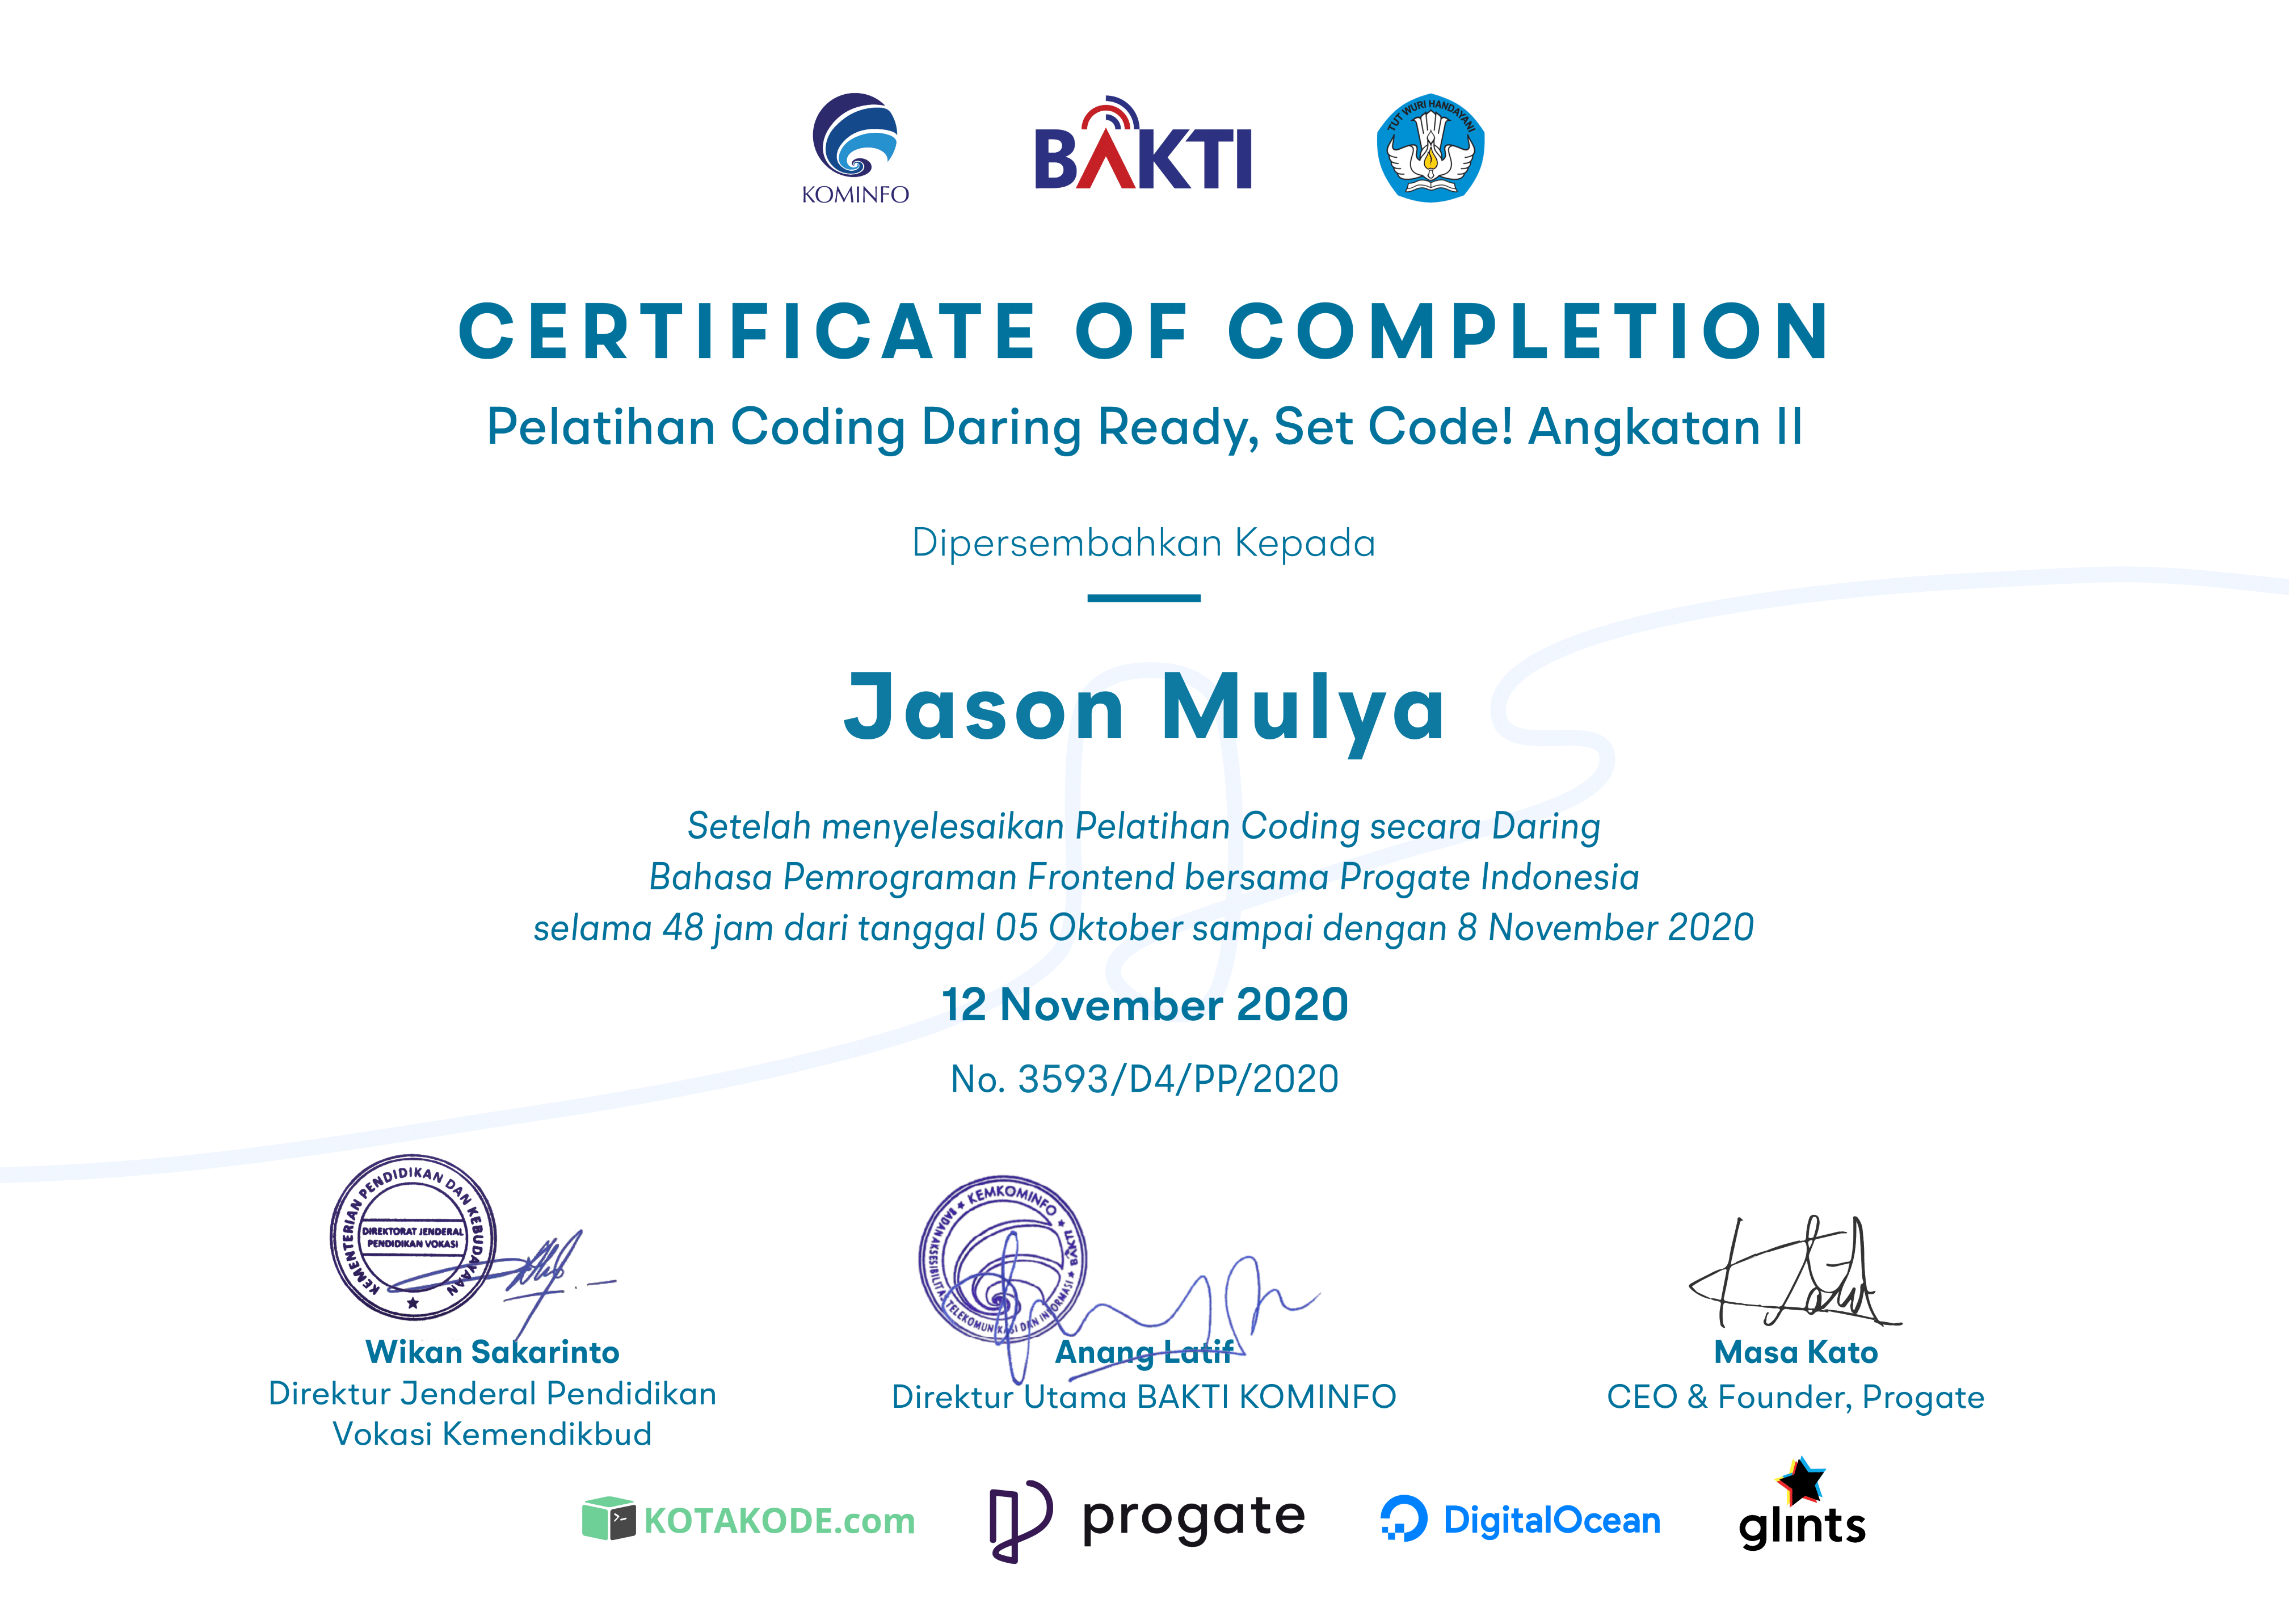 KOMINFO
BAKTI
TUT WURI HANDAYANI
CERTIFICATE OF COMPLETION
Pelatihan Coding Daring Ready, Set Code! Angkatan II
Dipersembahkan Kepada
Jason Mulya
Setelah menyelesaikan Pelatihan Coding secara Daring
Bahasa Pemrograman Frontend bersama Progate Indonesia
selama 48 jam dari tanggal 05 Oktober sampai dengan 8 November 2020
12 November 2020
No. 3593/D4/PP/2020
KEMENTERIAN PENDIDIKAN DAN KEBUDAYAAN
DIREKTORAT JENDERAL
PENDIDIKAN VOKASI
KEMKOMINFO
BAKTI
BADAN AKSESIBILITAS TELEKOMUNIKASI DAN INFORMASI
Wikan Sakarinto
Direktur Jenderal Pendidikan
Vokasi Kemendikbud
Anang Latif
Direktur Utama BAKTI KOMINFO
Masa Kato
CEO & Founder, Progate
KOTAKODE.com
progate
DigitalOcean
glints